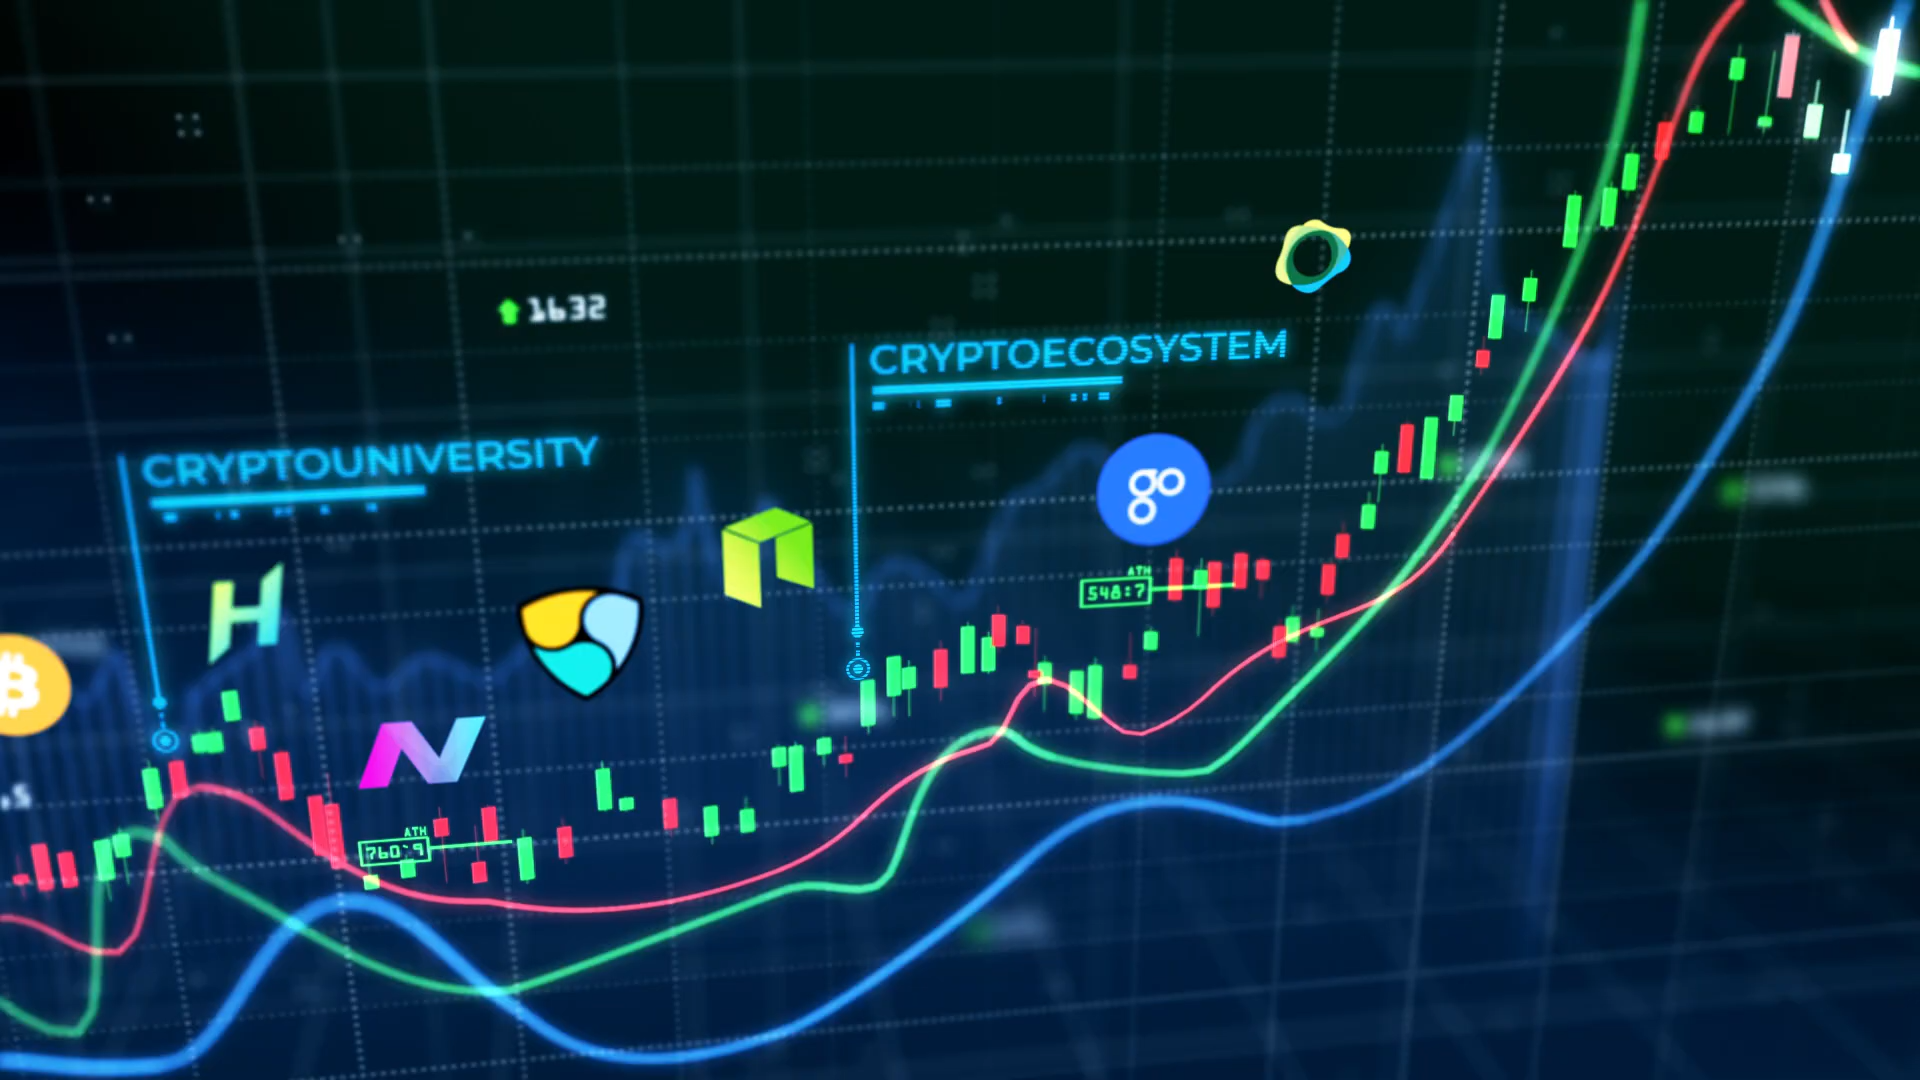 1632
CRYPTOECOSYSTEM
CRYPTOUNIVERSITY
ATH
548:7
ATH